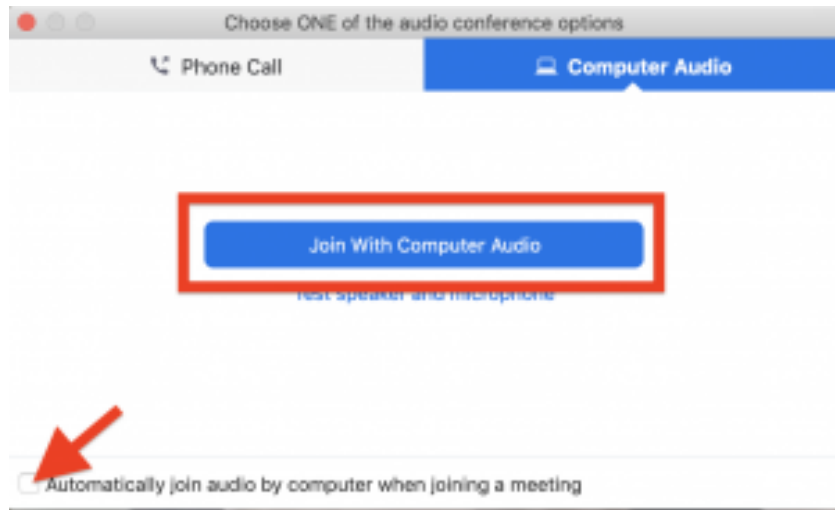 Choose ONE of the audio conference options
Phone Call
Computer Audio
Join With Computer Audio
Test speaker and microphone
Automatically join audio by computer when joining a meeting